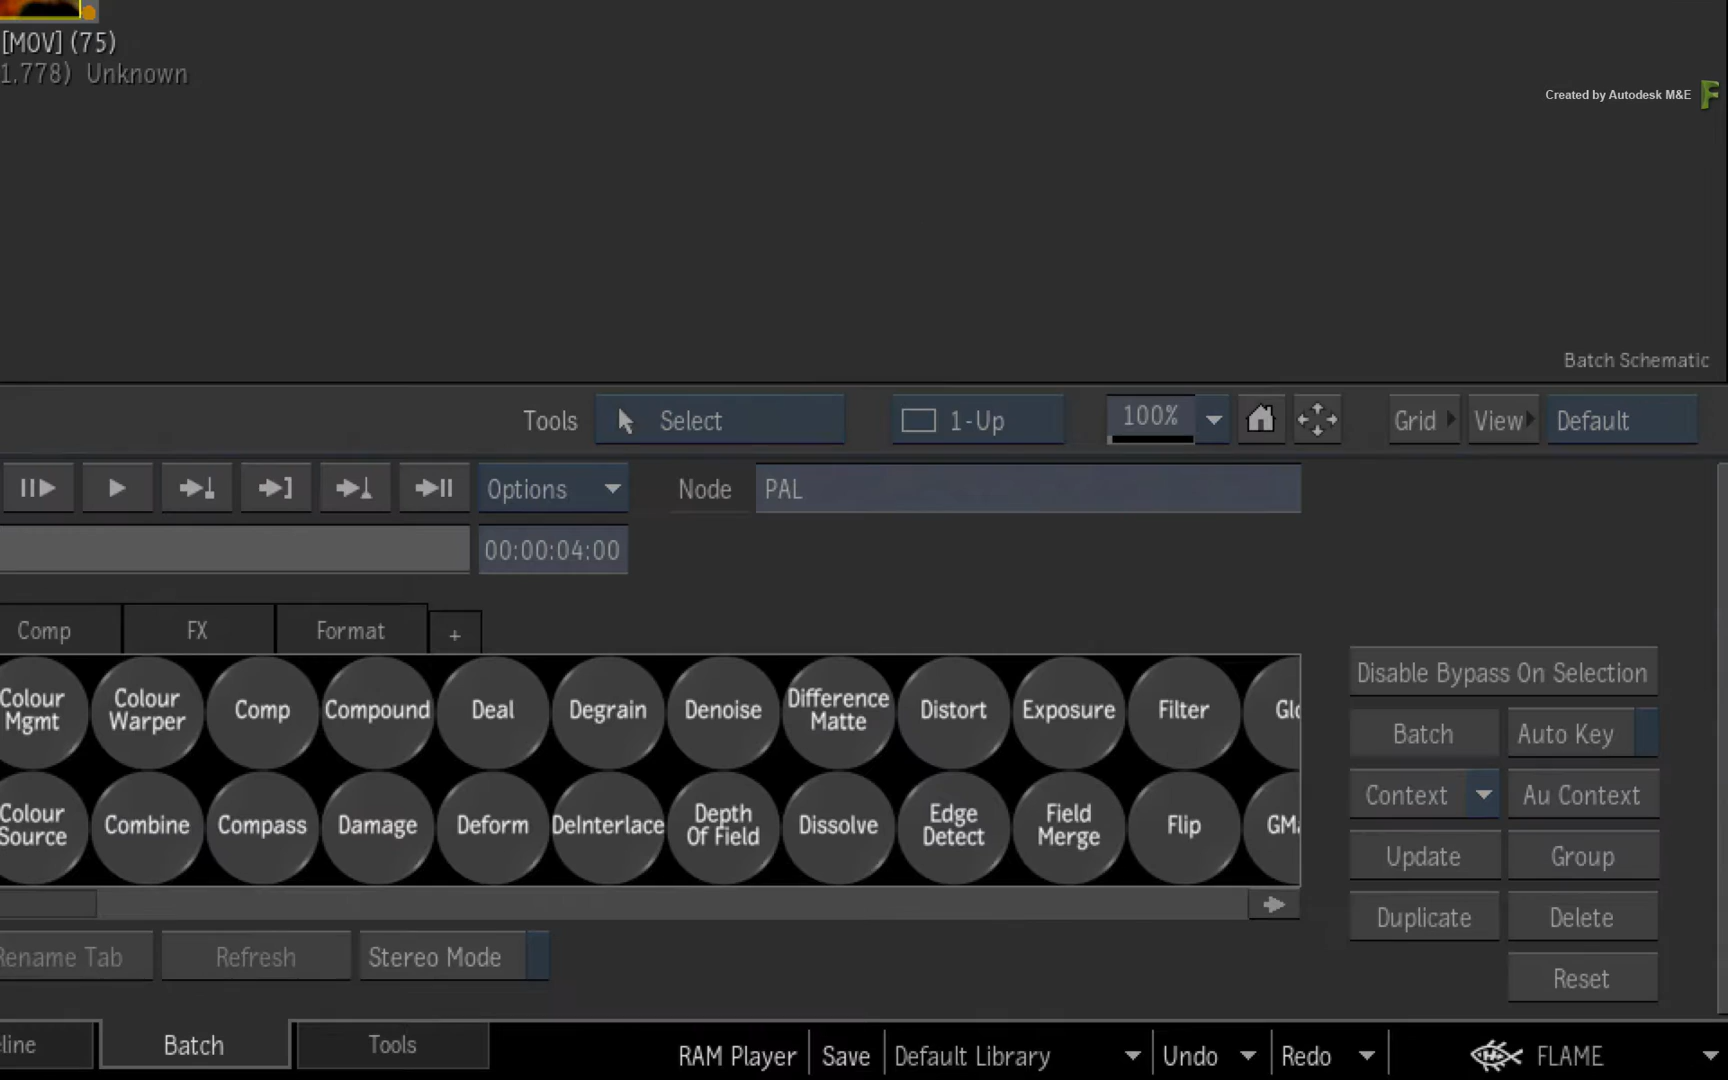 [MOV] (75)
1.778) Unknown
Created by Autodesk M&E
Batch Schematic
Tools Select 1-Up 100% Grid View Default
Options Node PAL
00:00:04:00
Comp FX Format +
Colour Mgmt
Colour Warper
Comp
Compound
Deal
Degrain
Denoise
Difference Matte
Distort
Exposure
Filter
Colour Source
Combine
Compass
Damage
Deform
DeInterlace
Depth Of Field
Dissolve
Edge Detect
Field Merge
Flip
Disable Bypass On Selection
Batch Auto Key
Context Au Context
Update Group
Duplicate Delete
Reset
Rename Tab Refresh Stereo Mode
line Batch Tools RAM Player Save Default Library Undo Redo FLAME